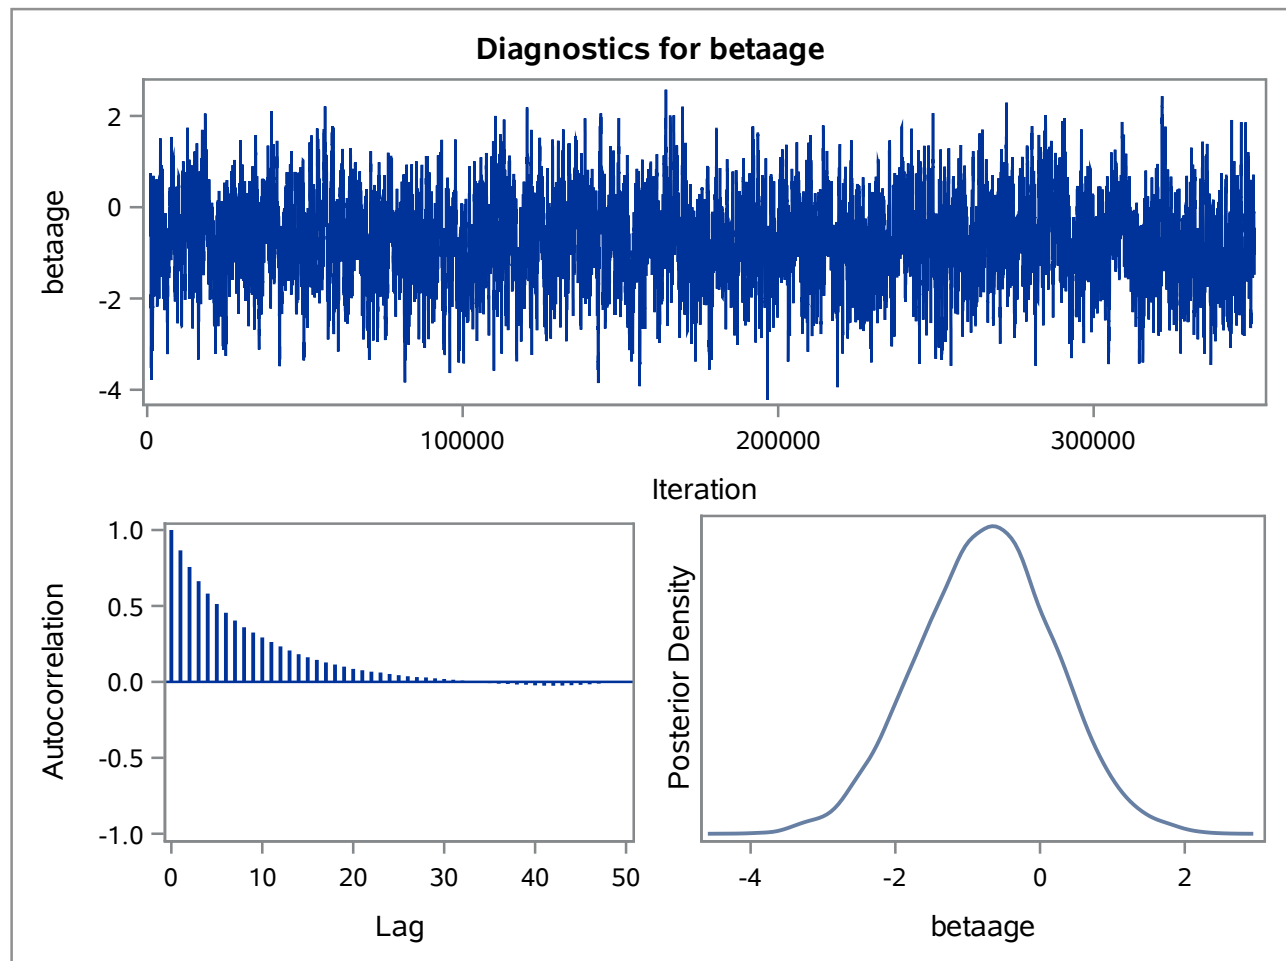 Diagnostics for betaage
betaage
2
0
-2
-4
0 100000 200000 300000
Iteration
Autocorrelation
1.0
0.5
0.0
-0.5
-1.0
0 10 20 30 40 50
Lag
Posterior Density
-4 -2 0 2
betaage